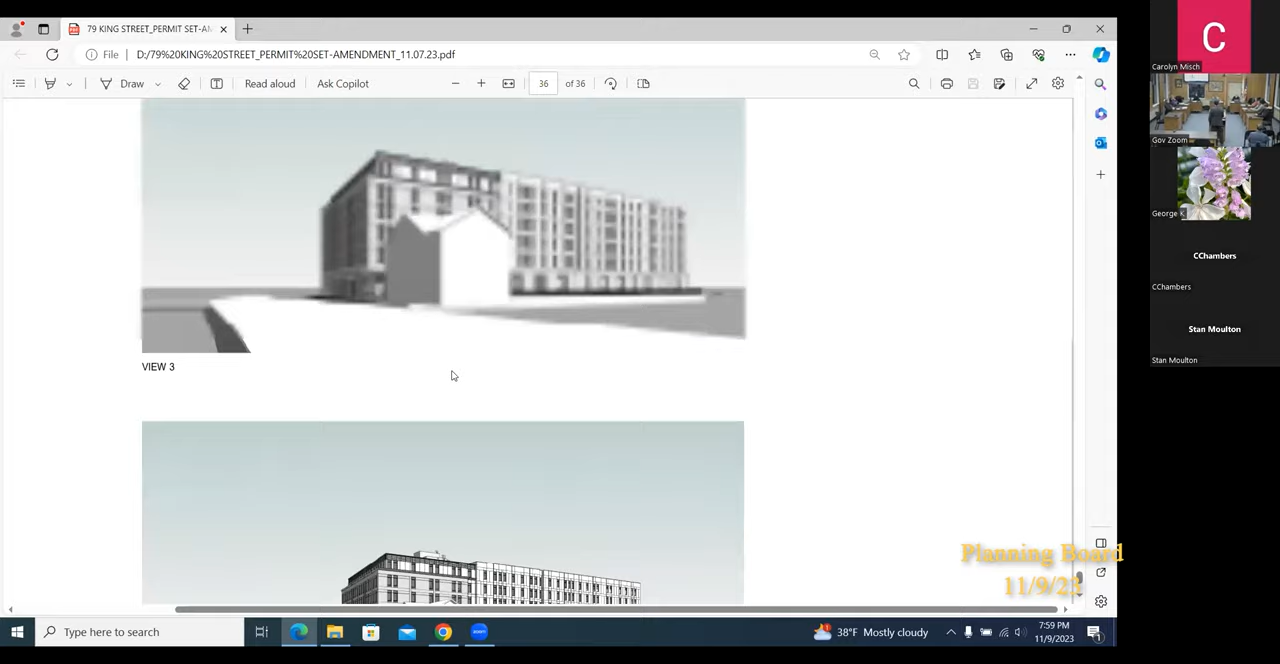 79 KING STREET_PERMIT SET-AM
File
D:/79%20KING%20STREET_PERMIT%20SET-AMENDMENT_11.07.23.pdf
Draw
Read aloud
Ask Copilot
36
of 36
VIEW 3
C
Carolyn Misch
Gov Zoom
George K
CChambers
CChambers
Stan Moulton
Stan Moulton
Planning Board
11/9/23
Type here to search
38°F Mostly cloudy
7:59 PM
11/9/2023
1